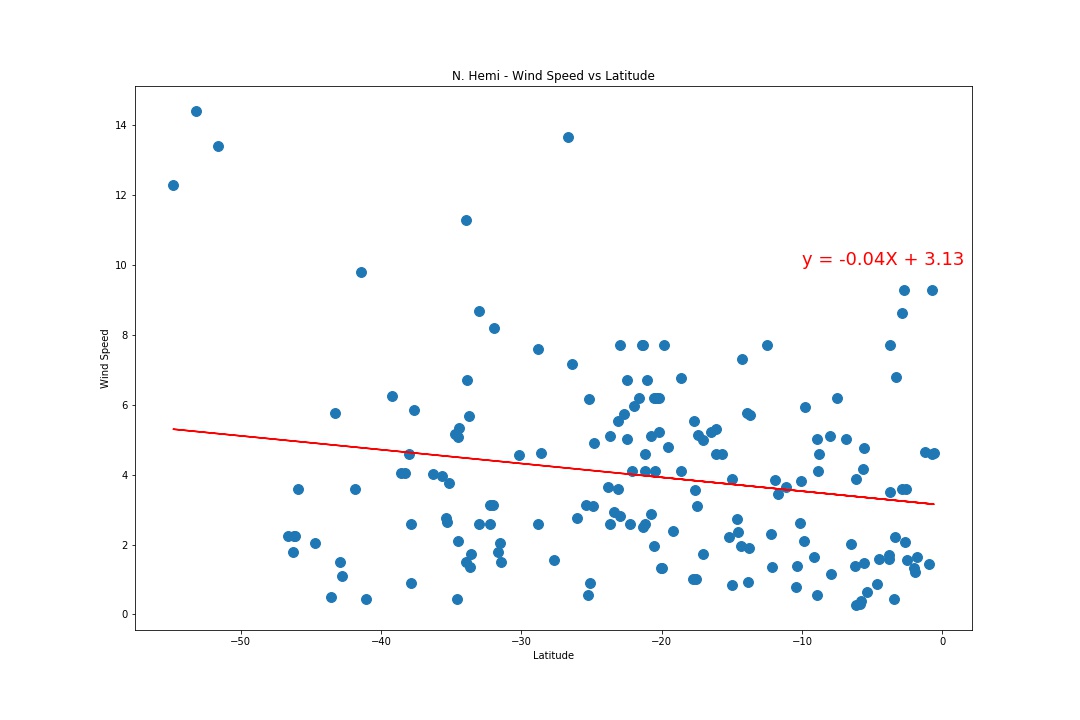 N. Hemi - Wind Speed vs Latitude
14
12
10
y = -0.04X + 3.13
8
Wind Speed
6
4
2
0
−50 −40 −30 −20 −10 0
Latitude